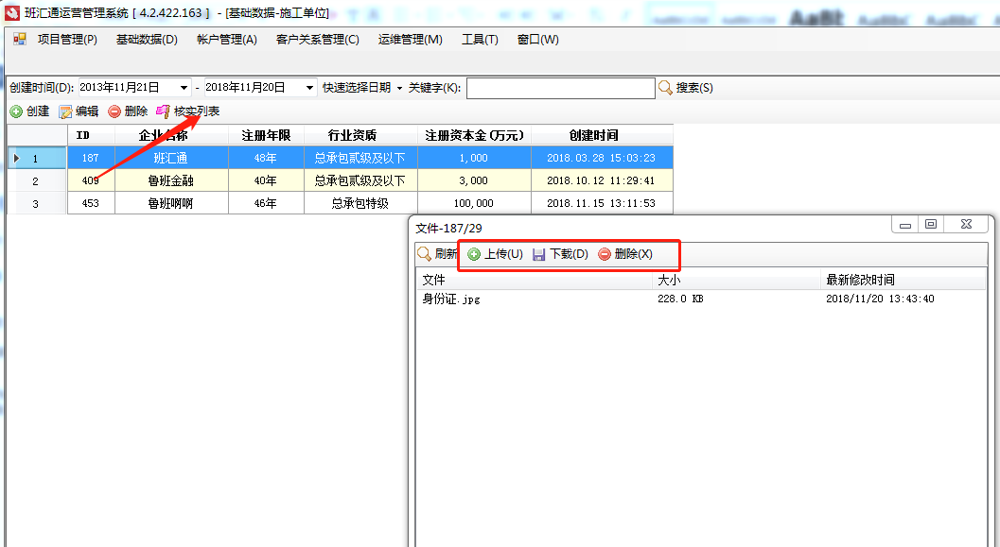 班汇通运营管理系统 [ 4.2.422.163 ]  - [基础数据-施工单位]
项目管理(P) 基础数据(D) 帐户管理(A) 客户关系管理(C) 运维管理(M) 工具(T) 窗口(W)
创建时间(D): 2013年11月21日 - 2018年11月20日 快速选择日期 - 关键字(K): 搜索(S)
创建 编辑 删除 核实列表
ID 企业名称 注册年限 行业资质 注册资本金(万元) 创建时间
1 187 班汇通 48年 总承包贰级及以下 1,000 2018.03.28 15:03:23
2 409 鲁班金融 40年 总承包贰级及以下 3,000 2018.10.12 11:29:41
3 453 鲁班啊啊 46年 总承包特级 100,000 2018.11.15 13:11:53
文件-187/29
刷新 上传(U) 下载(D) 删除(X)
文件 大小 最新修改时间
身份证.jpg 228.0 KB 2018/11/20 13:43:40